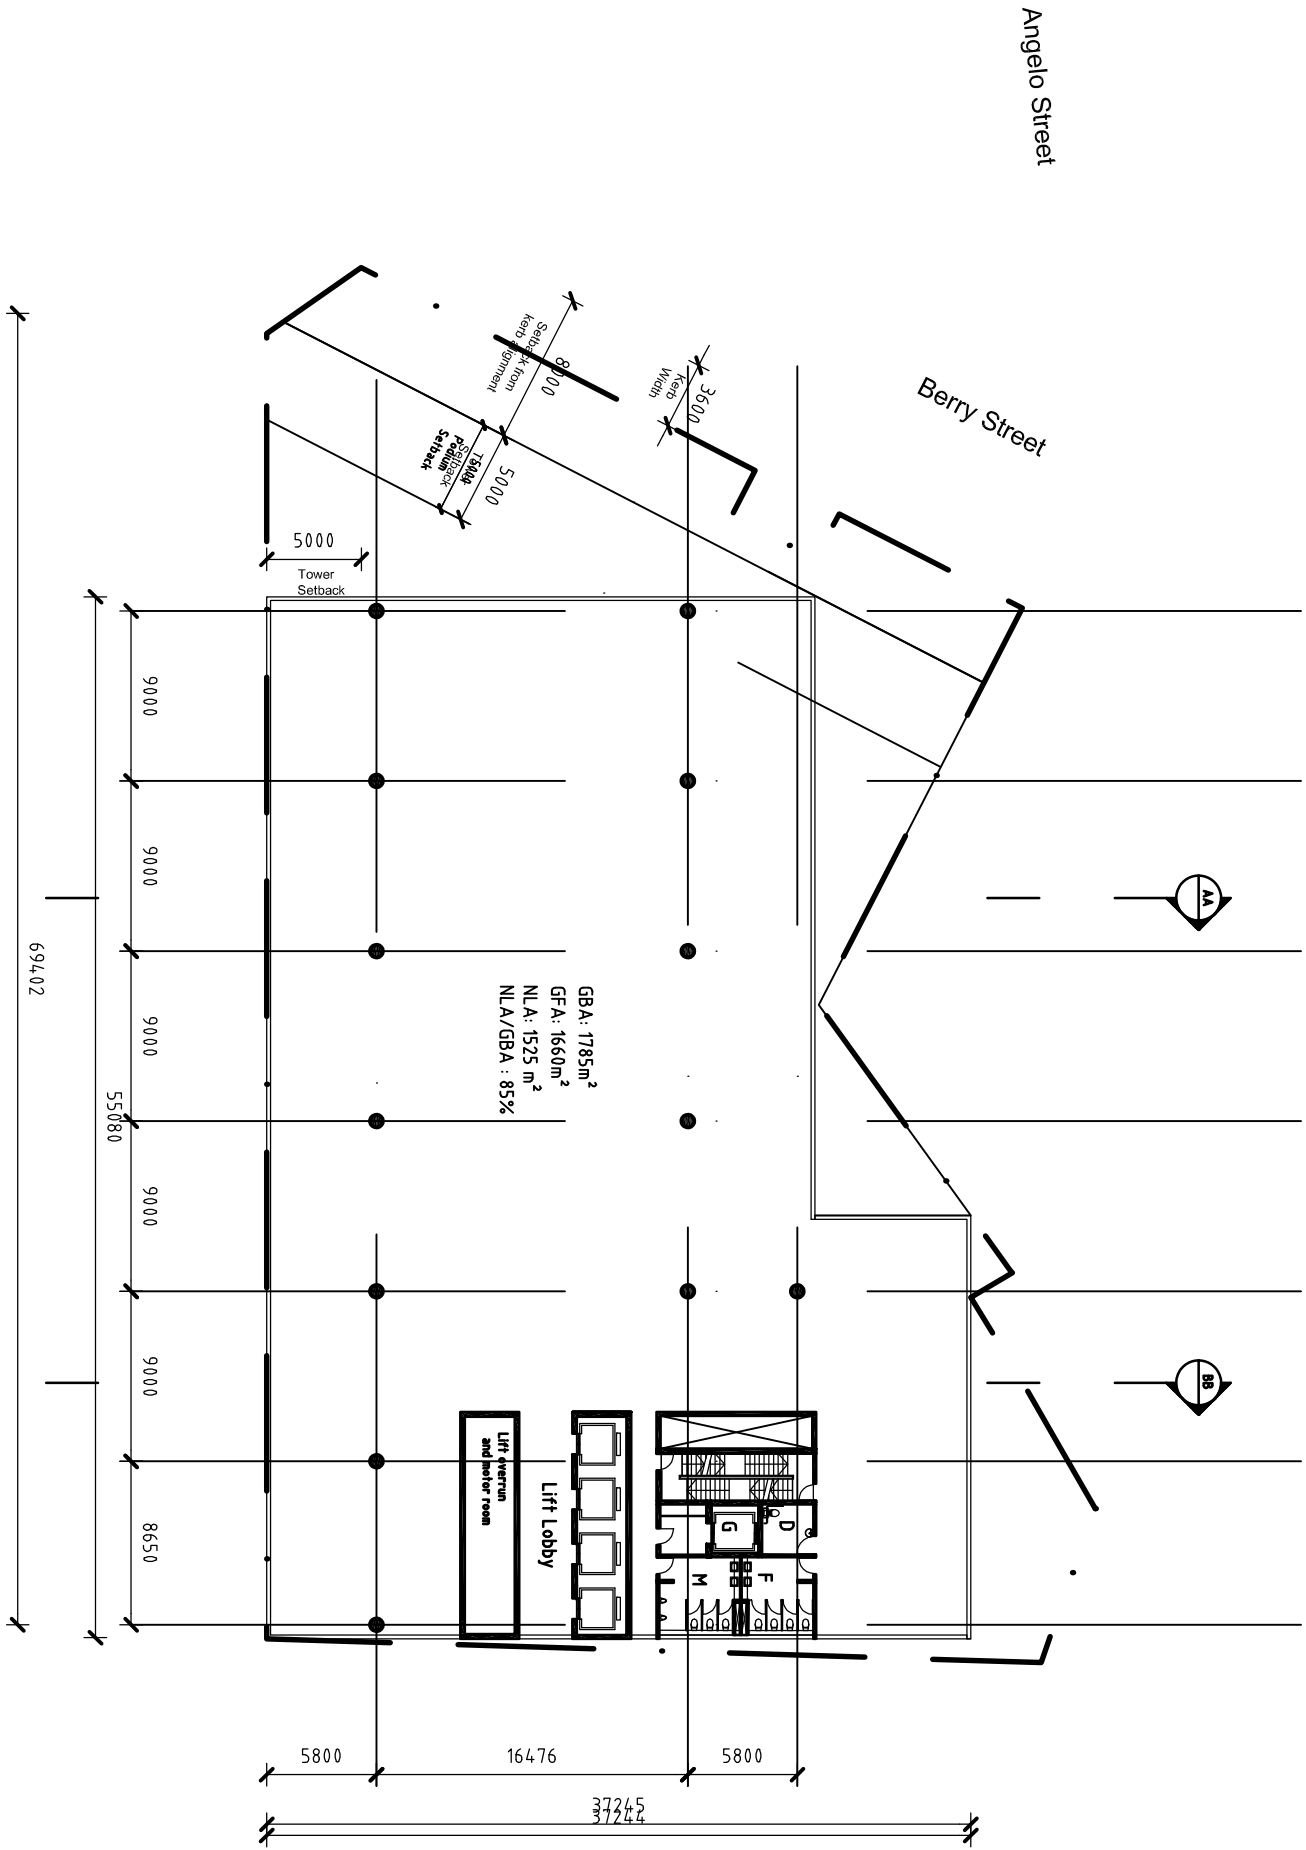 Angelo Street
Berry Street
Setback from
kerb alignment
8000
Kerb
Width
3600
Podium
Setback
Setback
5000
5000
Tower
Setback
9000
9000
9000
9000
9000
8650
55080
69402
AA
BB
GBA: 1785m²
GFA: 1660m²
NLA: 1525 m²
NLA/GBA : 85%
Lift overrun
and motor room
Lift Lobby
G
D
M
F
5800
16476
5800
37245
37244